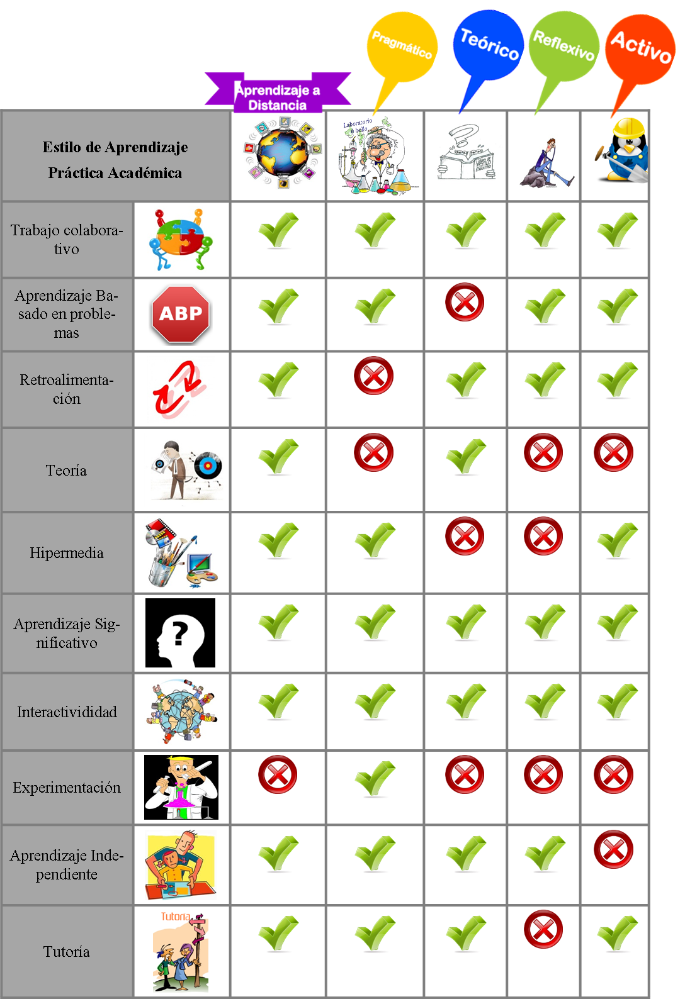 Pragmático
Teórico
Reflexivo
Activo
Aprendizaje a
Distancia
Estilo de Aprendizaje
Práctica Académica
Laboratorio
è bello
Trabajo colabora-
tivo
Aprendizaje Ba-
sado en proble-
mas
ABP
Retroalimenta-
ción
Teoría
Hipermedia
Aprendizaje Sig-
nificativo
?
Interactivididad
Experimentación
Aprendizaje Inde-
pendiente
Tutoría
Tutoria